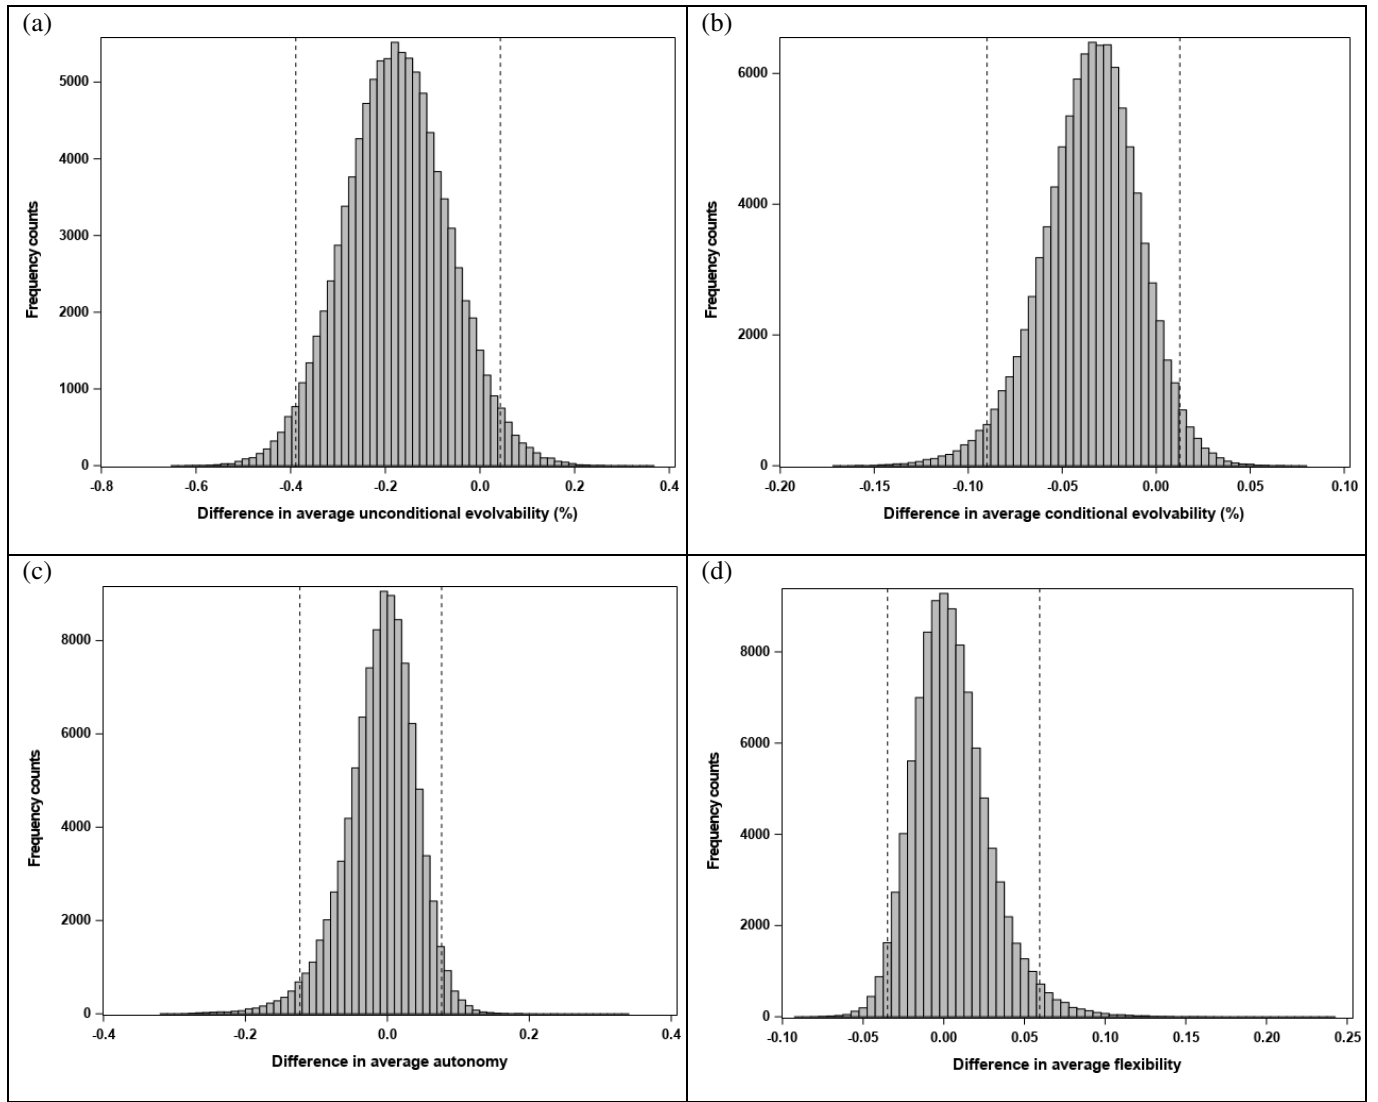 (a)
Frequency counts
5000
4000
3000
2000
1000
0
-0.8 -0.6 -0.4 -0.2 0.0 0.2 0.4
Difference in average unconditional evolvability (%)
(b)
Frequency counts
6000
4000
2000
0
-0.20 -0.15 -0.10 -0.05 0.00 0.05 0.10
Difference in average conditional evolvability (%)
(c)
Frequency counts
8000
6000
4000
2000
0
-0.4 -0.2 0.0 0.2 0.4
Difference in average autonomy
(d)
Frequency counts
8000
6000
4000
2000
0
-0.10 -0.05 0.00 0.05 0.10 0.15 0.20 0.25
Difference in average flexibility